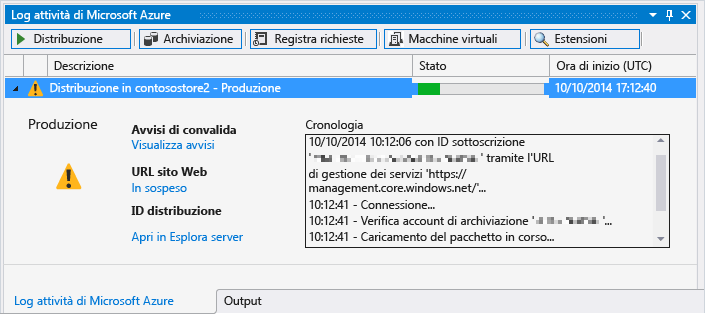 Log attività di Microsoft Azure
Distribuzione Archiviazione Registra richieste Macchine virtuali Estensioni
Descrizione Stato Ora di inizio (UTC)
Distribuzione in contosostore2 - Produzione 10/10/2014 17:12:40
Produzione
Avvisi di convalida
Visualizza avvisi
URL sito Web
In sospeso
ID distribuzione
Apri in Esplora server
Cronologia
10/10/2014 10:12:06 con ID sottoscrizione
' ' tramite l'URL
di gestione dei servizi 'https://
management.core.windows.net/'...
10:12:41 - Connessione...
10:12:41 - Verifica account di archiviazione ' '...
10:12:41 - Caricamento del pacchetto in corso...
Log attività di Microsoft Azure Output